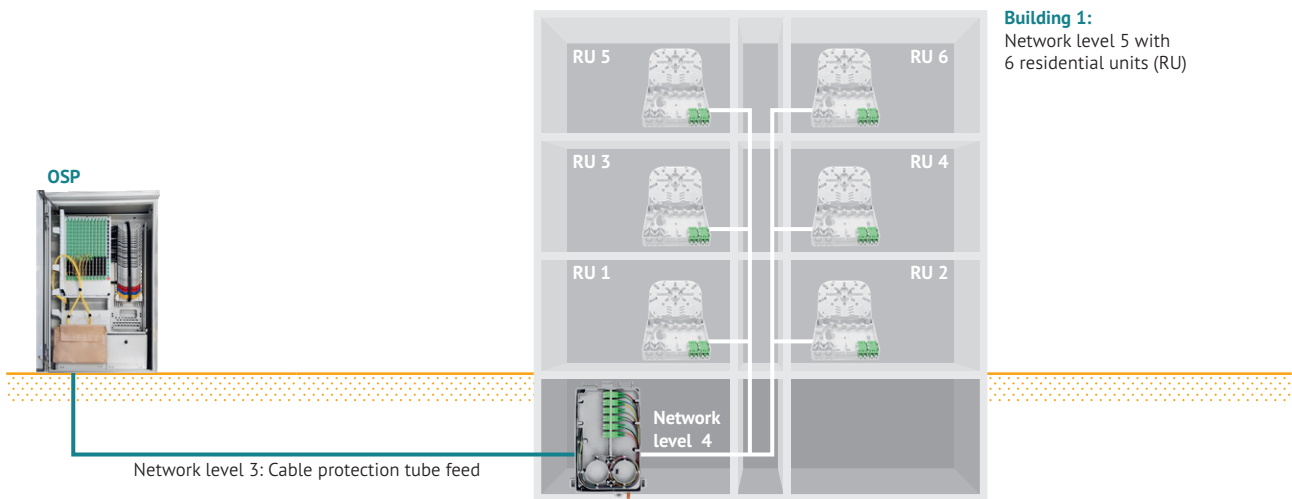 Building 1:
Network level 5 with
6 residential units (RU)
RU 5
RU 6
RU 3
RU 4
OSP
RU 1
RU 2
Network
level 4
Network level 3: Cable protection tube feed